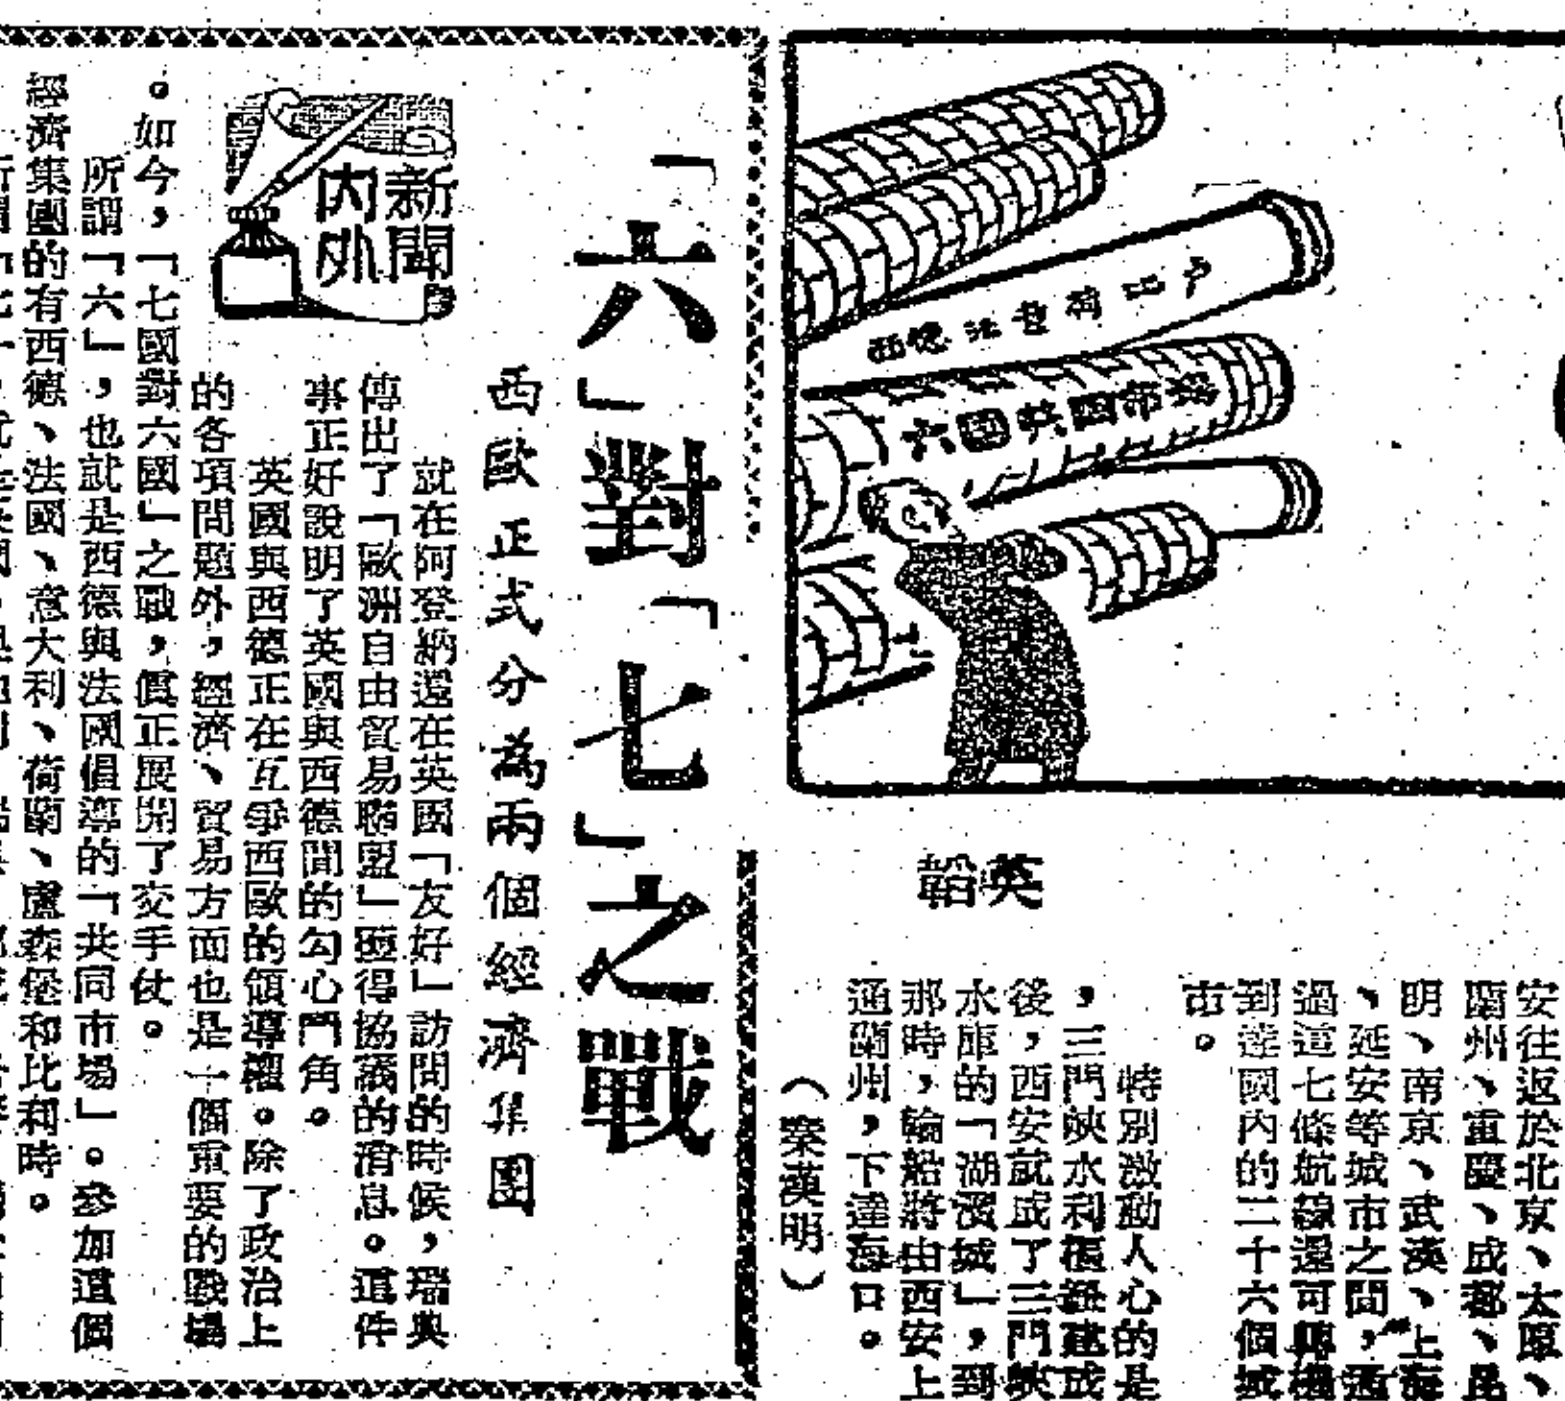 西德法意荷比卢
六國共同市場
英韜
安往返於北京、太原、
蘭州、重慶、成都、昆
明、南京、武漢、上海
、延安等城市之間,通
過這七條航線還可轉機
到達國內的二十六個城
市。
特別激動人心的是
,三門峽水利樞紐建成
後,西安就成了三門峽
水庫的「湖濱城」,到
那時,輪船將由西安上
通蘭州,下達海口。
(漢明)
「六」對「七」之戰
西歐正式分為兩個經濟集團
新聞
內外
就在阿登納還在英國「友好」訪問的時候,瑞典
傳出了「歐洲自由貿易聯盟」獲得協議的消息。這件
事正好說明了英國與西德間的勾心鬥角。
英國與西德正在互爭西歐的領導權。除了政治上
的各項問題外,經濟、貿易方面也是一個重要的戰場
。如今,「七國對六國」之戰,真正展開了交手仗。
所謂「六」,也就是西德與法國倡導的「共同市場」。參加這個
經濟集團的有西德、法國、意大利、荷蘭、盧森堡和比利時。